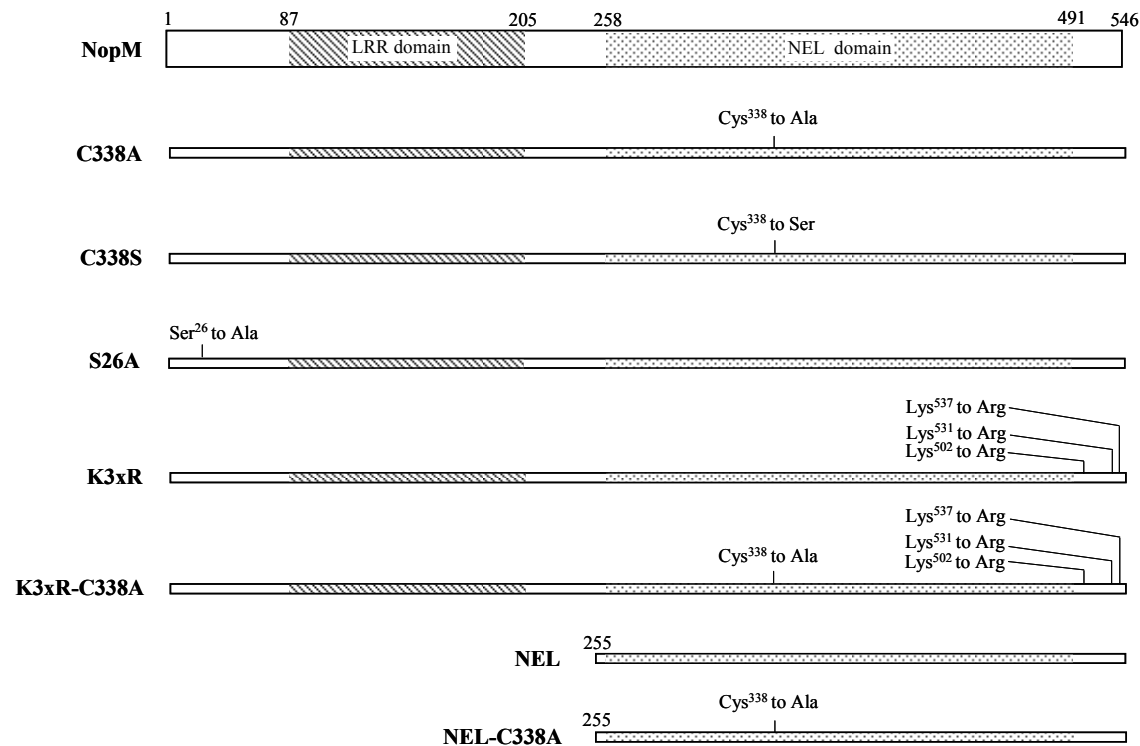 1 87 205 258 491 546
NopM LRR domain NEL domain
Cys³³⁸ to Ala
C338A
Cys³³⁸ to Ser
C338S
Ser²⁶ to Ala
S26A
Lys⁵³⁷ to Arg
Lys⁵³¹ to Arg
Lys⁵⁰² to Arg
K3xR
Lys⁵³⁷ to Arg
Lys⁵³¹ to Arg
Cys³³⁸ to Ala Lys⁵⁰² to Arg
K3xR-C338A
255
NEL
Cys³³⁸ to Ala
255
NEL-C338A